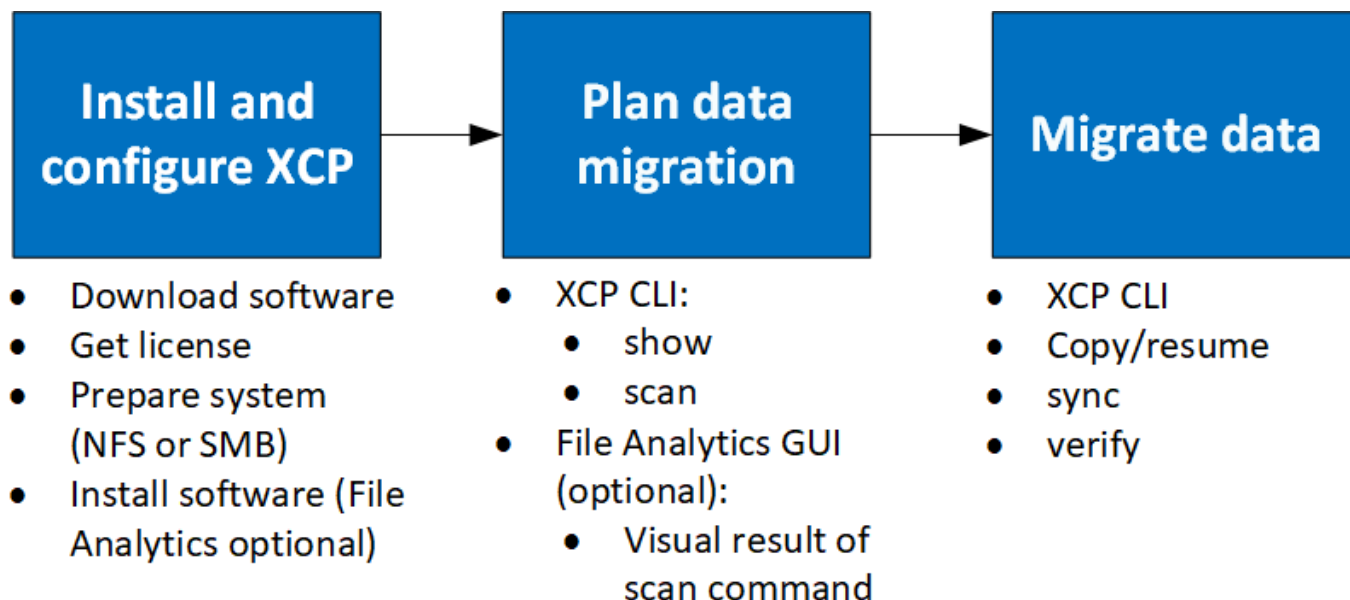 Install and
configure XCP
Plan data
migration
Migrate data
• Download software
• Get license
• Prepare system
(NFS or SMB)
• Install software (File
Analytics optional)
• XCP CLI:
• show
• scan
• File Analytics GUI
(optional):
• Visual result of
scan command
• XCP CLI
• Copy/resume
• sync
• verify